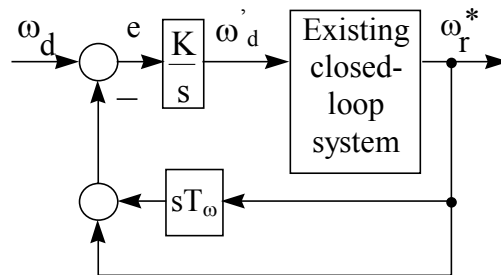 ω_d
e
K
s
ω'_d
Existing
closed-
loop
system
ω_r^*
−
sT_ω